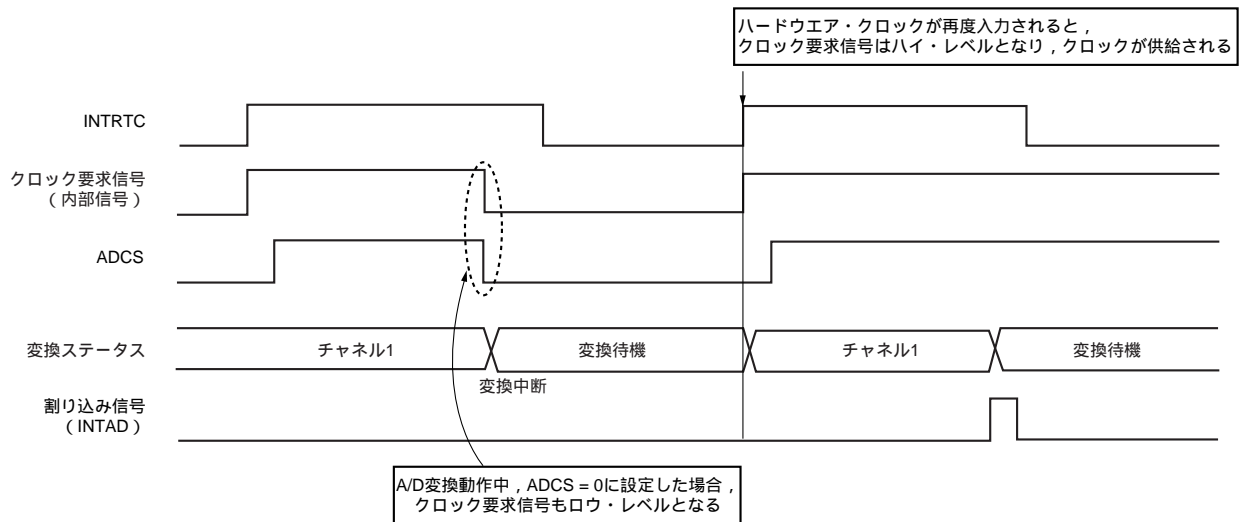 ハードウエア・クロックが再度入力されると，
クロック要求信号はハイ・レベルとなり，クロックが供給される
INTRTC
クロック要求信号
（内部信号）
ADCS
変換ステータス
チャネル1
変換待機
チャネル1
変換待機
変換中断
割り込み信号
（INTAD）
A/D変換動作中，ADCS = 0に設定した場合，
クロック要求信号もロウ・レベルとなる